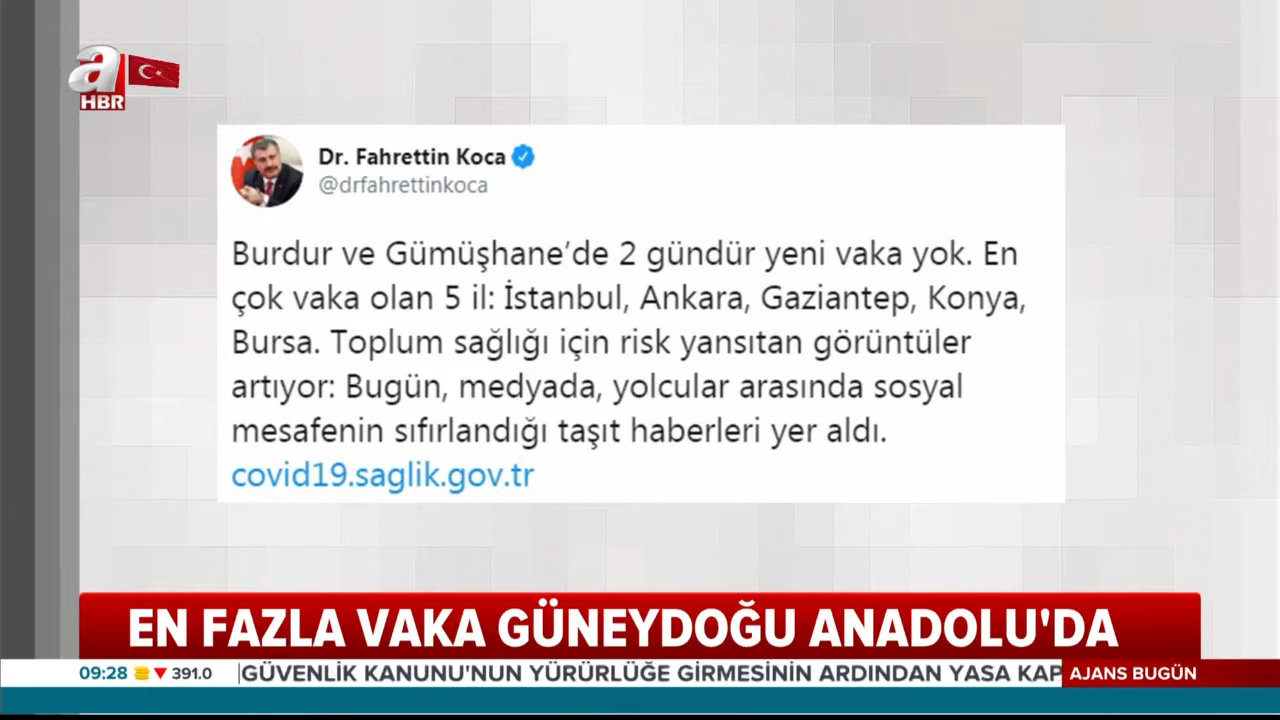 a
HBR
Dr. Fahrettin Koca
@drfahrettinkoca
Burdur ve Gümüşhane’de 2 gündür yeni vaka yok. En
çok vaka olan 5 il: İstanbul, Ankara, Gaziantep, Konya,
Bursa. Toplum sağlığı için risk yansıtan görüntüler
artıyor: Bugün, medyada, yolcular arasında sosyal
mesafenin sıfırlandığı taşıt haberleri yer aldı.
covid19.saglik.gov.tr
EN FAZLA VAKA GÜNEYDOĞU ANADOLU'DA
09:28 391.0 GÜVENLİK KANUNU'NUN YÜRÜRLÜĞE GİRMESİNİN ARDINDAN YASA KAP AJANS BUGÜN